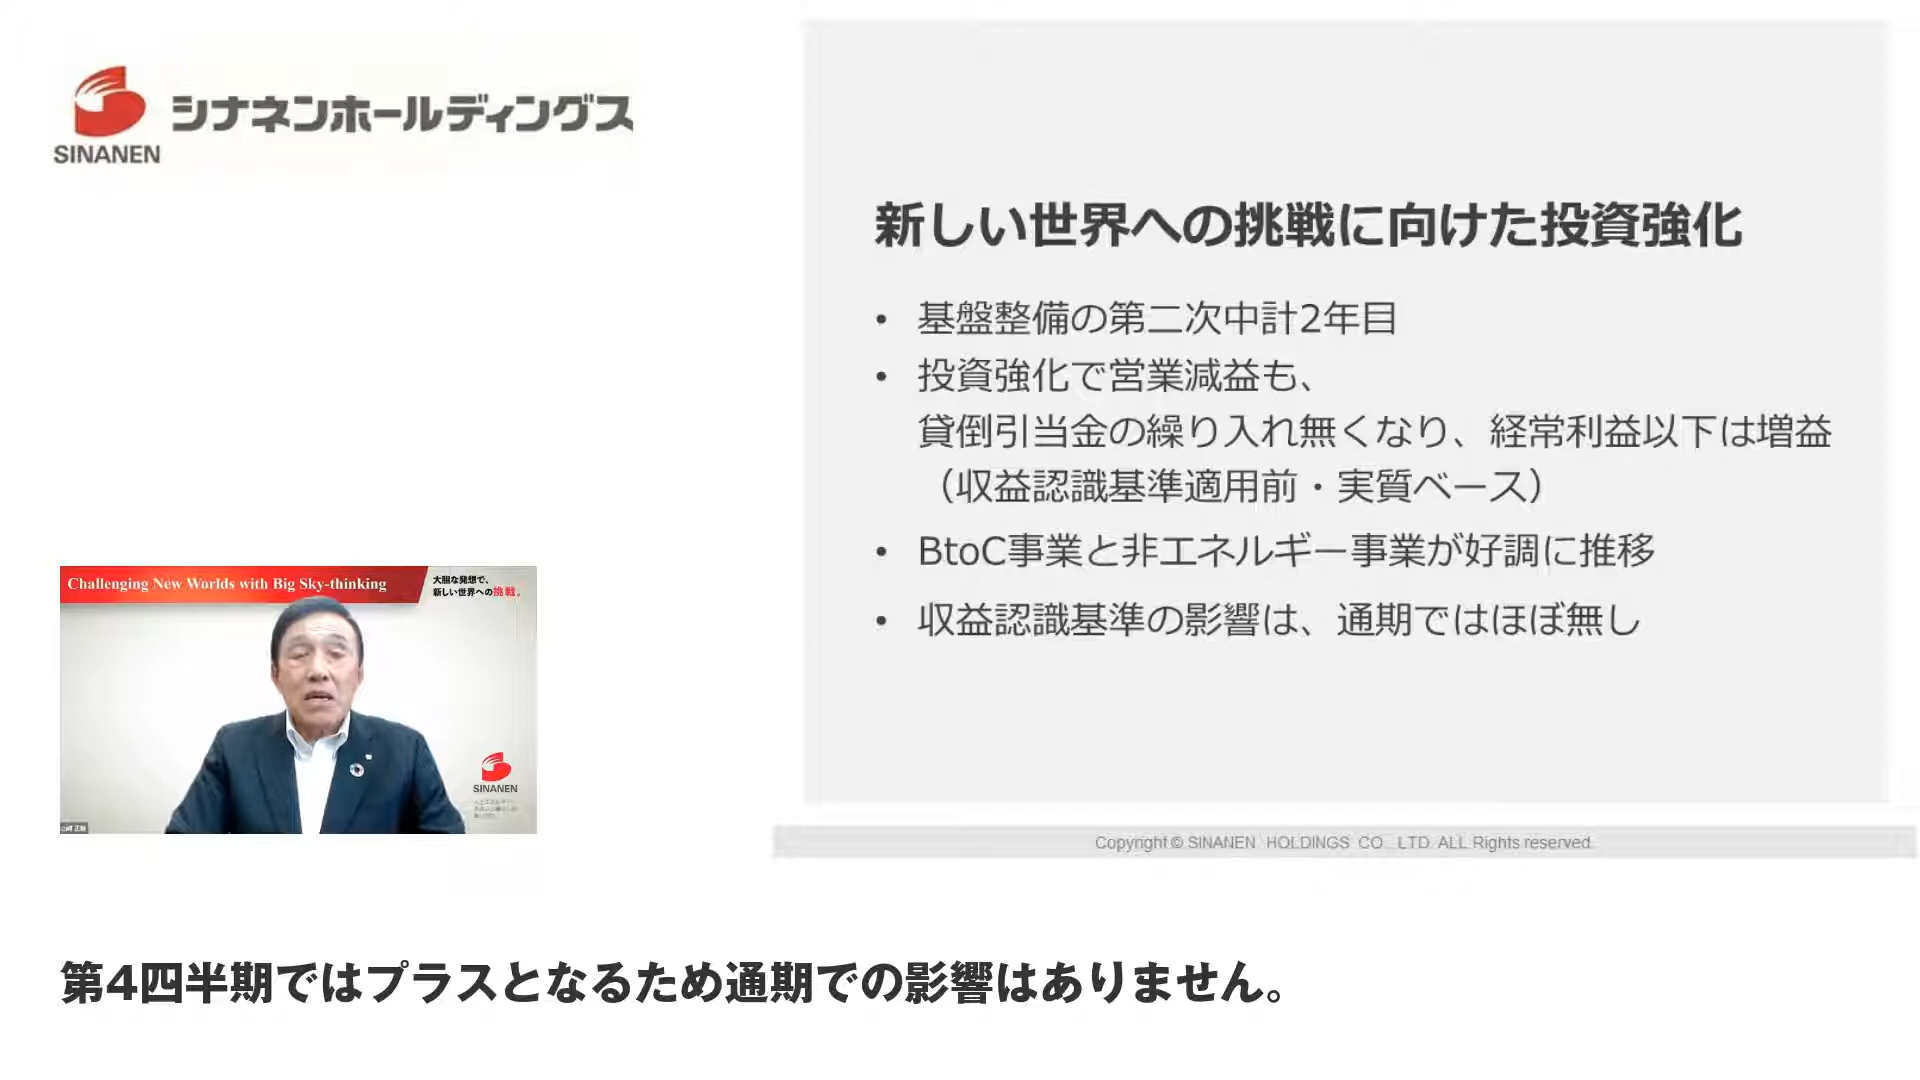 シナネンホールディングス
SINANEN
新しい世界への挑戦に向けた投資強化
• 基盤整備の第二次中計2年目
• 投資強化で営業減益も、
貸倒引当金の繰り入れ無くなり、経常利益以下は増益
（収益認識基準適用前・実質ベース）
• BtoC事業と非エネルギー事業が好調に推移
• 収益認識基準の影響は、通期ではほぼ無し
Challenging New Worlds with Big Sky-thinking
大胆な発想で、
新しい世界への挑戦。
SINANEN
Copyright © SINANEN HOLDINGS CO., LTD. ALL Rights reserved.
第4四半期ではプラスとなるため通期での影響はありません。